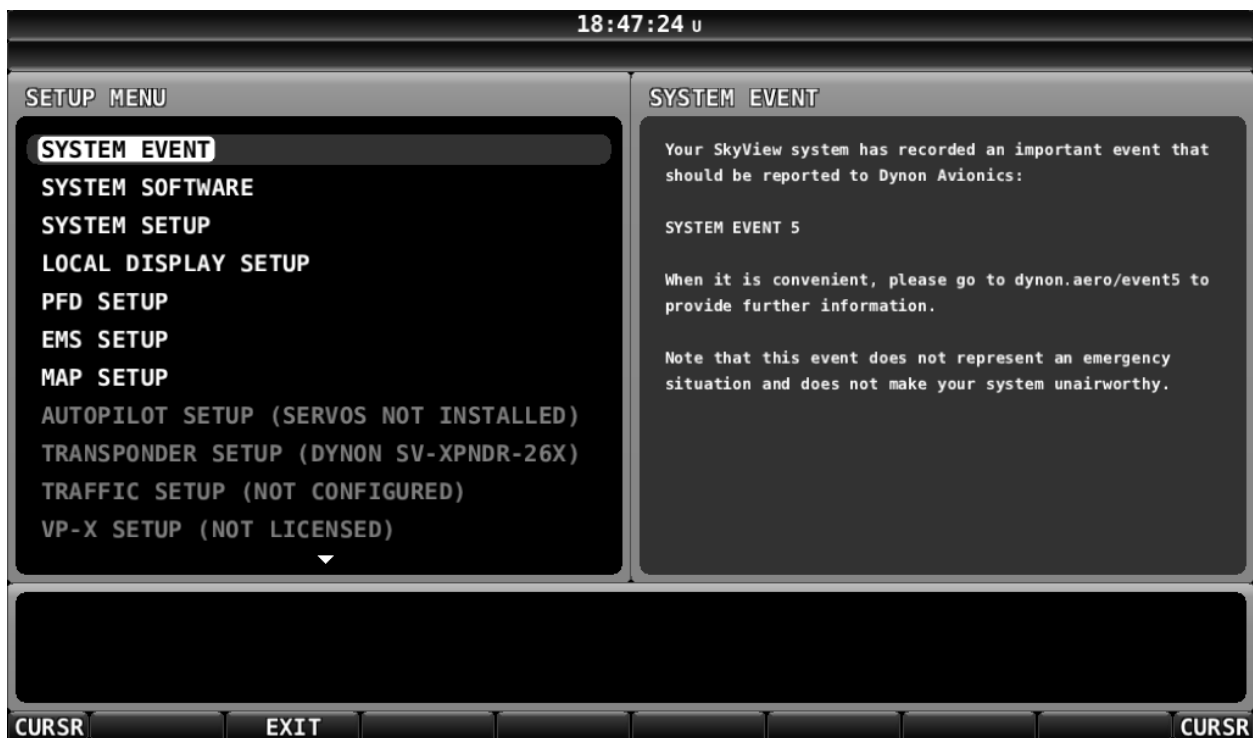 18:47:24 U
SETUP MENU
SYSTEM EVENT
SYSTEM SOFTWARE
SYSTEM SETUP
LOCAL DISPLAY SETUP
PFD SETUP
EMS SETUP
MAP SETUP
AUTOPILOT SETUP (SERVOS NOT INSTALLED)
TRANSPONDER SETUP (DYNON SV-XPNDR-26X)
TRAFFIC SETUP (NOT CONFIGURED)
VP-X SETUP (NOT LICENSED)
SYSTEM EVENT
Your SkyView system has recorded an important event that
should be reported to Dynon Avionics:
SYSTEM EVENT 5
When it is convenient, please go to dynon.aero/event5 to
provide further information.
Note that this event does not represent an emergency
situation and does not make your system unairworthy.
CURSR EXIT CURSR